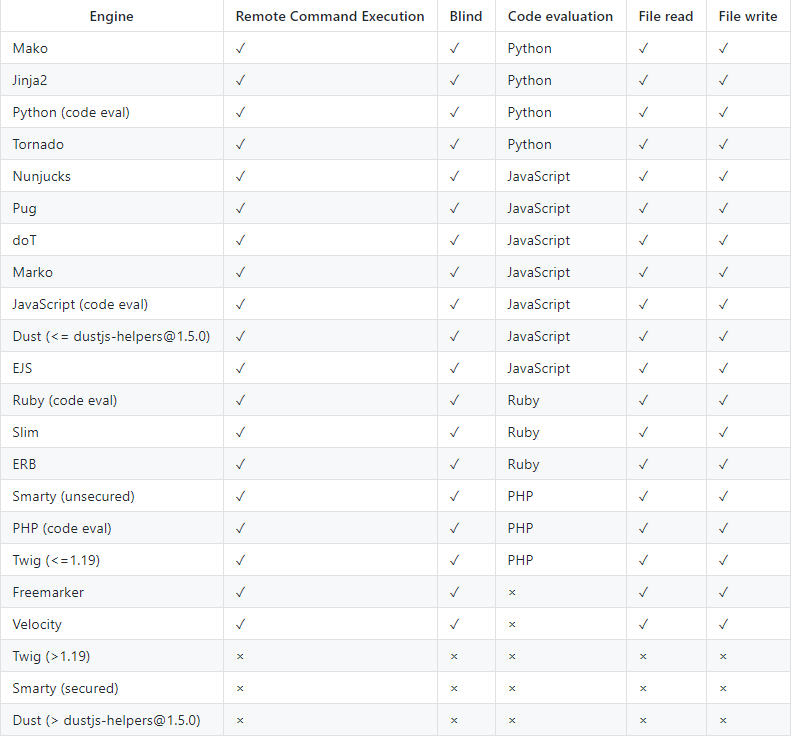 Engine Remote Command Execution Blind Code evaluation File read File write
Mako ✓ ✓ Python ✓ ✓
Jinja2 ✓ ✓ Python ✓ ✓
Python (code eval) ✓ ✓ Python ✓ ✓
Tornado ✓ ✓ Python ✓ ✓
Nunjucks ✓ ✓ JavaScript ✓ ✓
Pug ✓ ✓ JavaScript ✓ ✓
doT ✓ ✓ JavaScript ✓ ✓
Marko ✓ ✓ JavaScript ✓ ✓
JavaScript (code eval) ✓ ✓ JavaScript ✓ ✓
Dust (<= dustjs-helpers@1.5.0) ✓ ✓ JavaScript ✓ ✓
EJS ✓ ✓ JavaScript ✓ ✓
Ruby (code eval) ✓ ✓ Ruby ✓ ✓
Slim ✓ ✓ Ruby ✓ ✓
ERB ✓ ✓ Ruby ✓ ✓
Smarty (unsecured) ✓ ✓ PHP ✓ ✓
PHP (code eval) ✓ ✓ PHP ✓ ✓
Twig (<=1.19) ✓ ✓ PHP ✓ ✓
Freemarker ✓ ✓ × ✓ ✓
Velocity ✓ ✓ × ✓ ✓
Twig (>1.19) × × × × ×
Smarty (secured) × × × × ×
Dust (> dustjs-helpers@1.5.0) × × × × ×